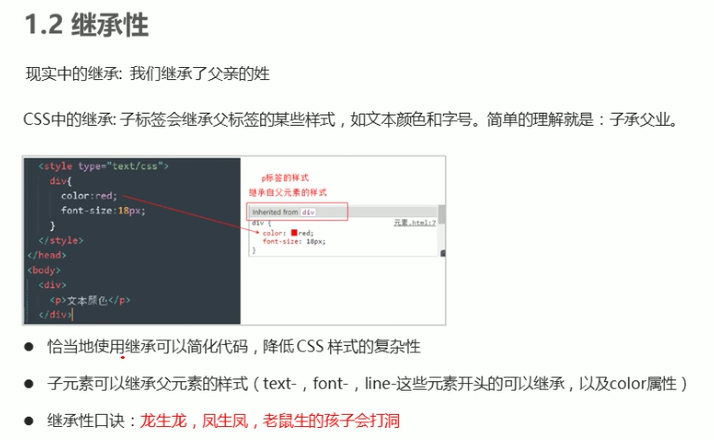 1.2 继承性
现实中的继承: 我们继承了父亲的姓
CSS中的继承: 子标签会继承父标签的某些样式，如文本颜色和字号。简单的理解就是：子承父业。
<style type="text/css">
div{
color:red;
font-size:18px;
}
</style>
</head>
<body>
<div>
<p>文本颜色</p>
</div>
p标签的样式
继承自父元素的样式
Inherited from div
div { 元素.html:7
color: red;
font-size: 18px;
}
● 恰当地使用继承可以简化代码，降低 CSS 样式的复杂性
● 子元素可以继承父元素的样式（text-，font-，line-这些元素开头的可以继承，以及color属性）
● 继承性口诀：龙生龙，凤生凤，老鼠生的孩子会打洞